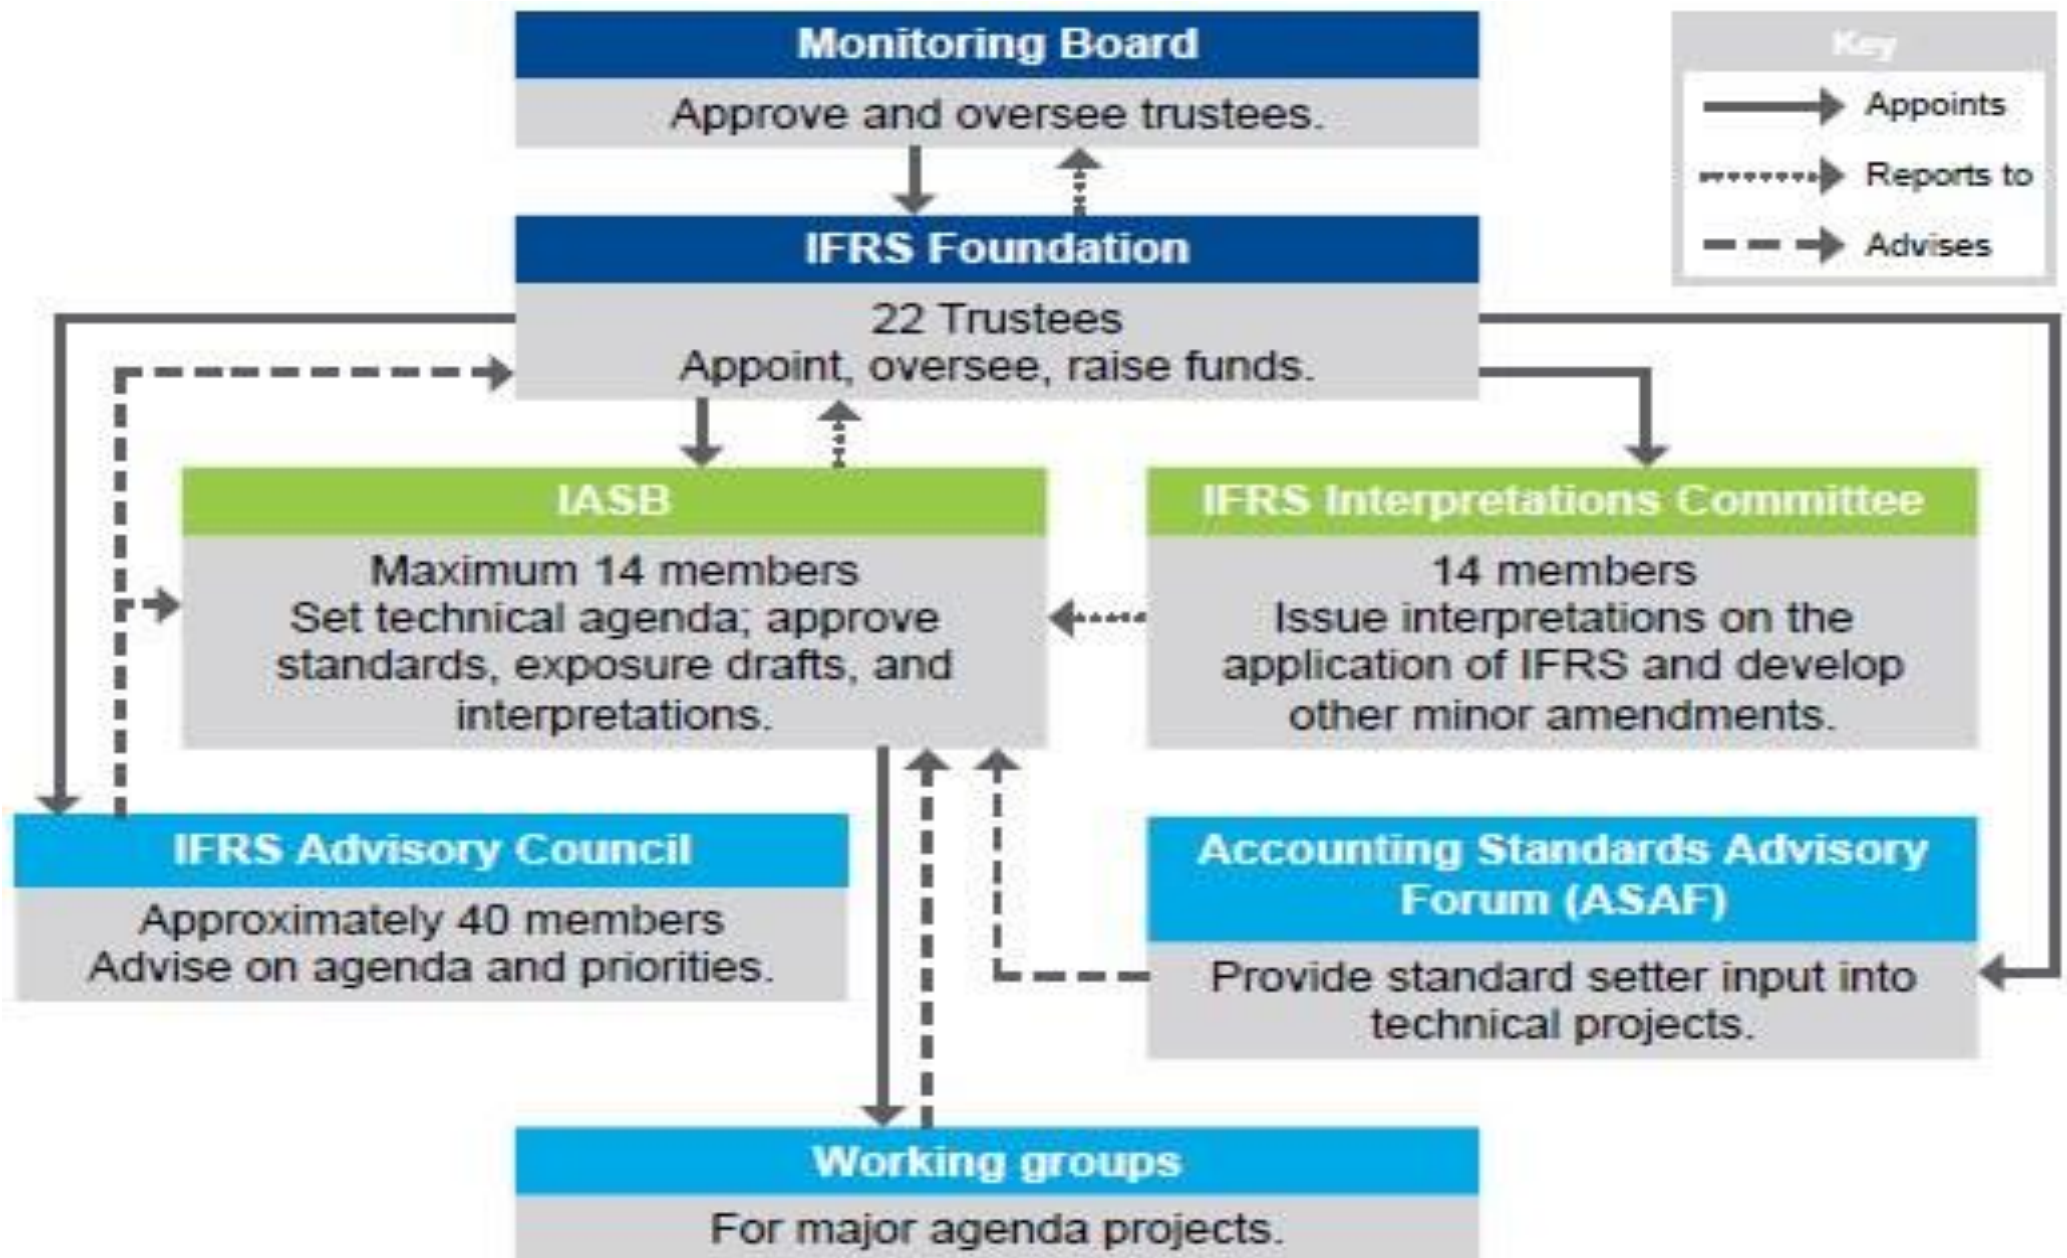 Monitoring Board
Approve and oversee trustees.
Key
Appoints
Reports to
Advises
IFRS Foundation
22 Trustees
Appoint, oversee, raise funds.
IASB
Maximum 14 members
Set technical agenda; approve
standards, exposure drafts, and
interpretations.
IFRS Interpretations Committee
14 members
Issue interpretations on the
application of IFRS and develop
other minor amendments.
IFRS Advisory Council
Approximately 40 members
Advise on agenda and priorities.
Accounting Standards Advisory
Forum (ASAF)
Provide standard setter input into
technical projects.
Working groups
For major agenda projects.